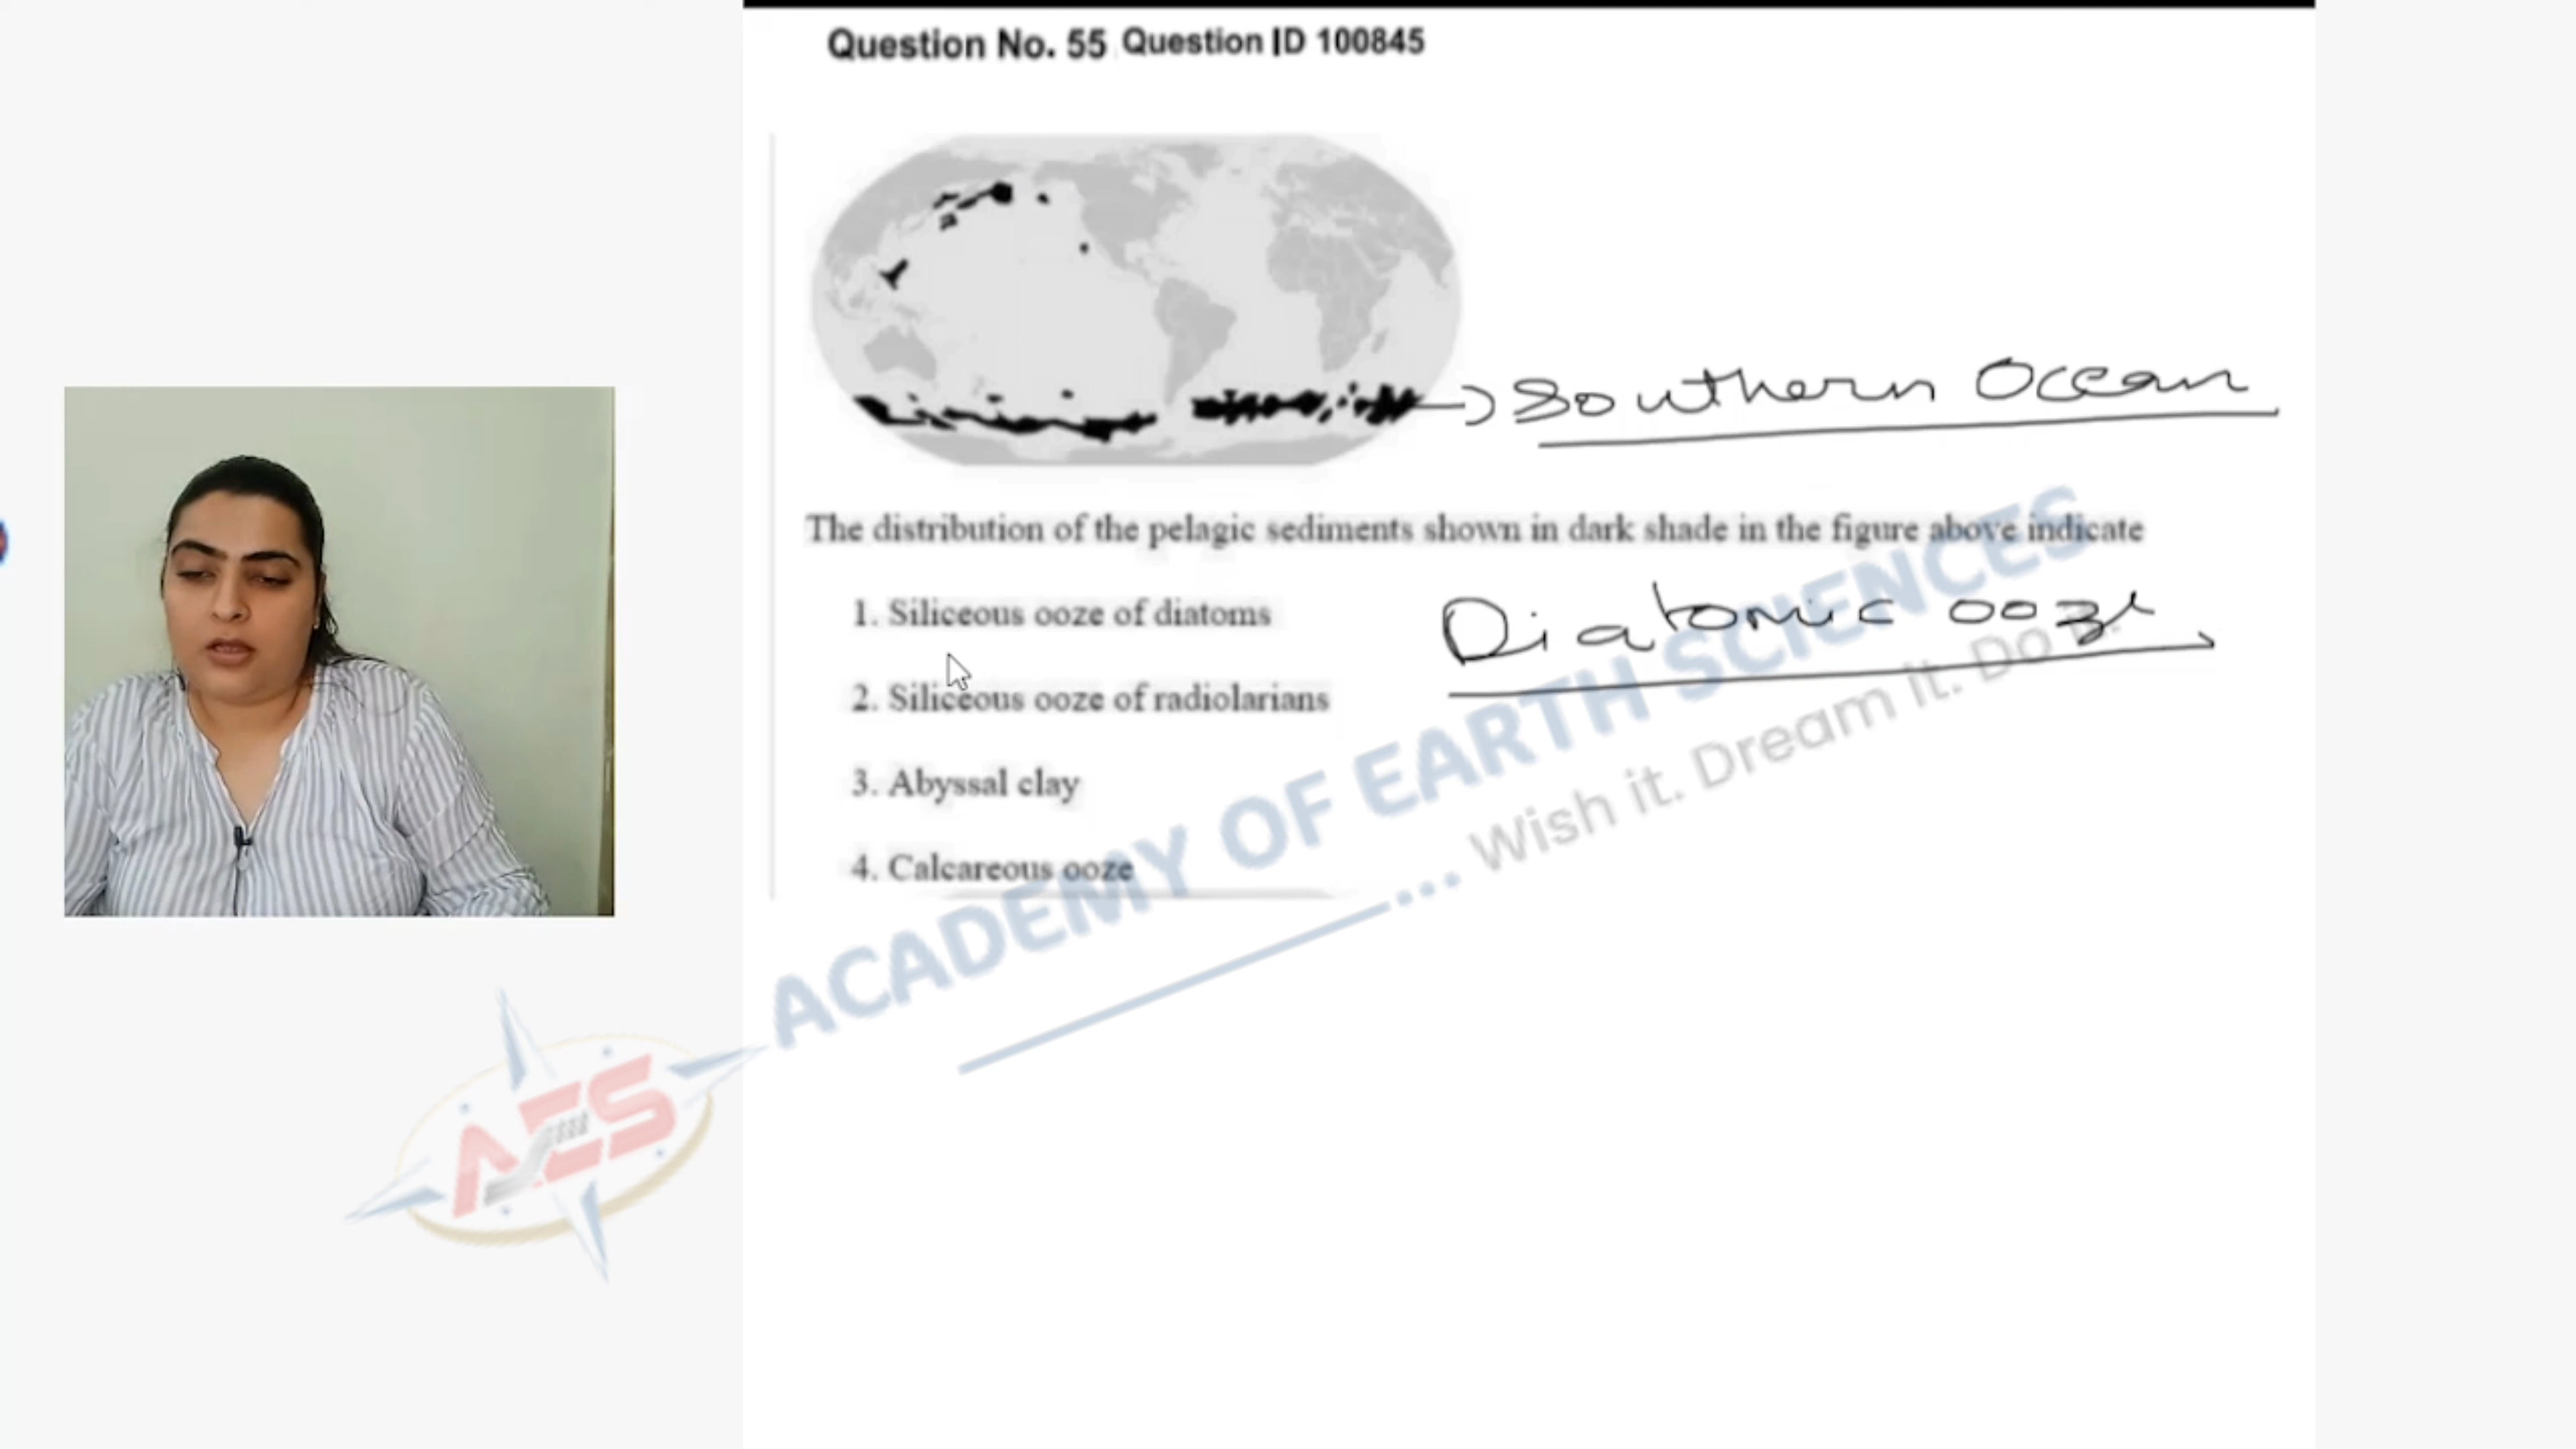 Question No. 55 Question ID 100845
Southern Ocean
The distribution of the pelagic sediments shown in dark shade in the figure above indicate
1. Siliceous ooze of diatoms
Diatomic ooze
2. Siliceous ooze of radiolarians
3. Abyssal clay
4. Calcareous ooze
ACADEMY OF EARTH SCIENCES
... Wish it. Dream it. Do it.
AES